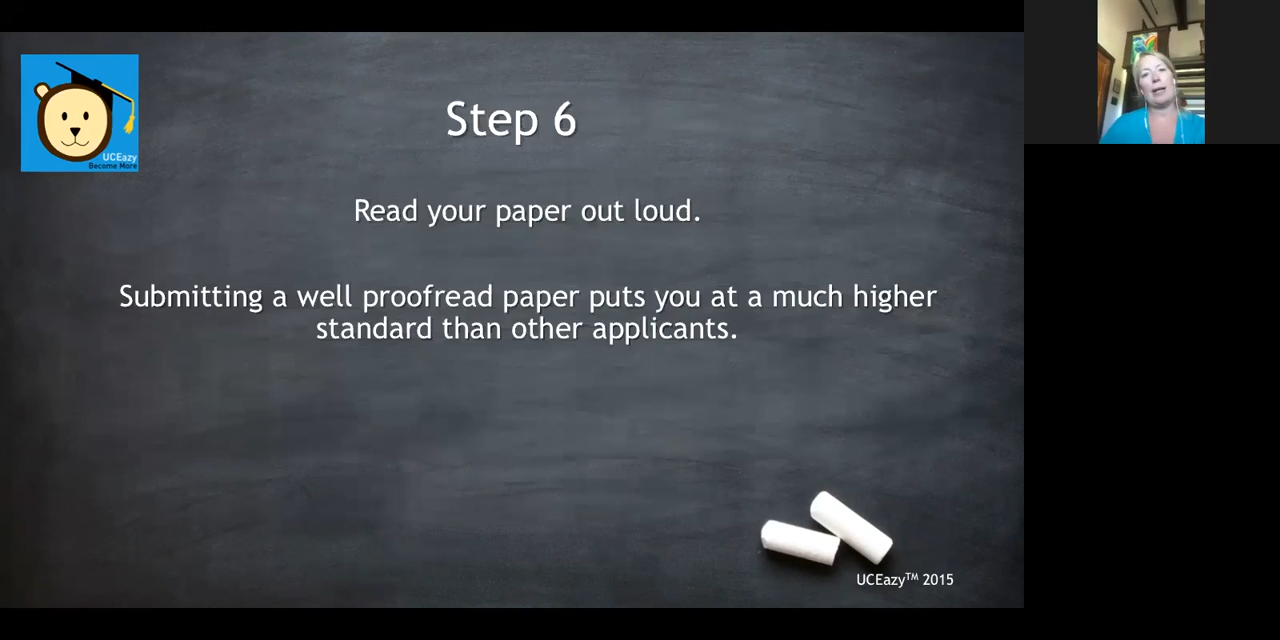 UCEazy
Become More
Step 6
Read your paper out loud.
Submitting a well proofread paper puts you at a much higher
standard than other applicants.
UCEazy™ 2015